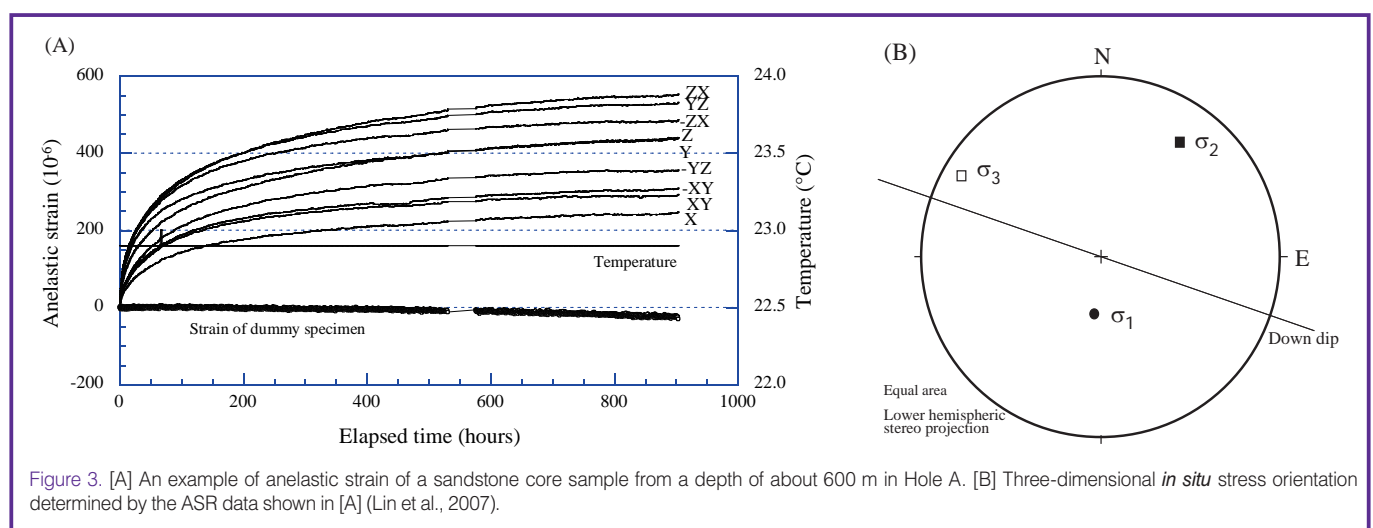 (A)
600
400
200
0
-200
Anelastic strain (10⁻⁶)
24.0
23.5
23.0
22.5
22.0
Temperature (°C)
ZX
YZ
-ZX
Z
Y
-YZ
-XY
XY
X
Temperature
Strain of dummy specimen
0
200
400
600
800
1000
Elapsed time (hours)
(B)
N
E
σ2
σ3
σ1
Down dip
Equal area
Lower hemispheric
stereo projection
Figure 3. [A] An example of anelastic strain of a sandstone core sample from a depth of about 600 m in Hole A. [B] Three-dimensional in situ stress orientation
determined by the ASR data shown in [A] (Lin et al., 2007).